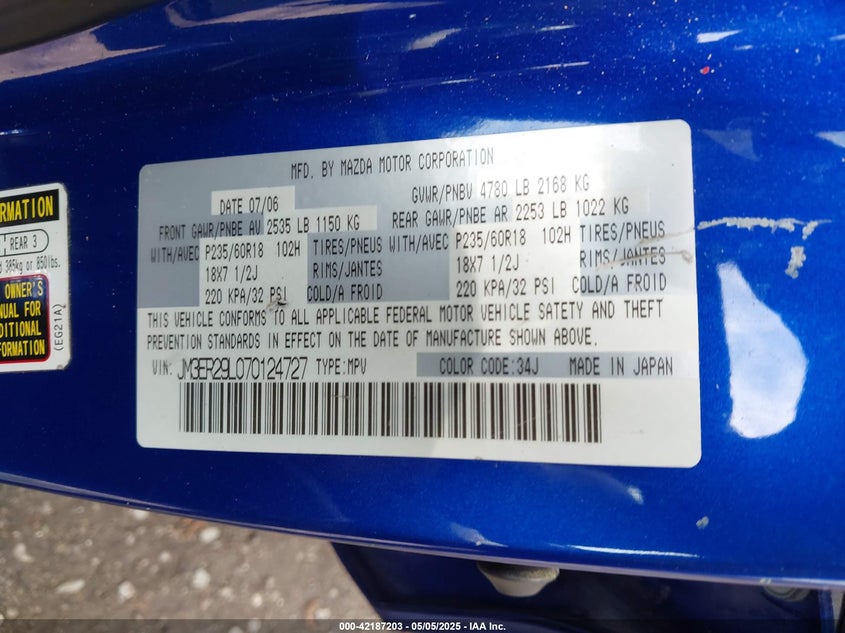 MFD. BY MAZDA MOTOR CORPORATION
DATE 07/06
GVWR/PNBV 4780 LB 2168 KG
FRONT GAWR/PNBE AV 2535 LB 1150 KG
REAR GAWR/PNBE AR 2253 LB 1022 KG
WITH/AVEC P235/60R18 102H TIRES/PNEUS WITH/AVEC P235/60R18 102H TIRES/PNEUS
18X7 1/2J RIMS/JANTES 18X7 1/2J RIMS/JANTES
220 KPA/32 PSI COLD/A FROID 220 KPA/32 PSI COLD/A FROID
THIS VEHICLE CONFORMS TO ALL APPLICABLE FEDERAL MOTOR VEHICLE SAFETY AND THEFT
PREVENTION STANDARDS IN EFFECT ON THE DATE OF MANUFACTURE SHOWN ABOVE.
VIN: JM3ER29L070124727 TYPE:MPV COLOR CODE:34J MADE IN JAPAN
REAR 3
or 850lbs.
OWNER'S
FOR
(EG21A)
000-42187203 - 05/05/2025 - IAA Inc.